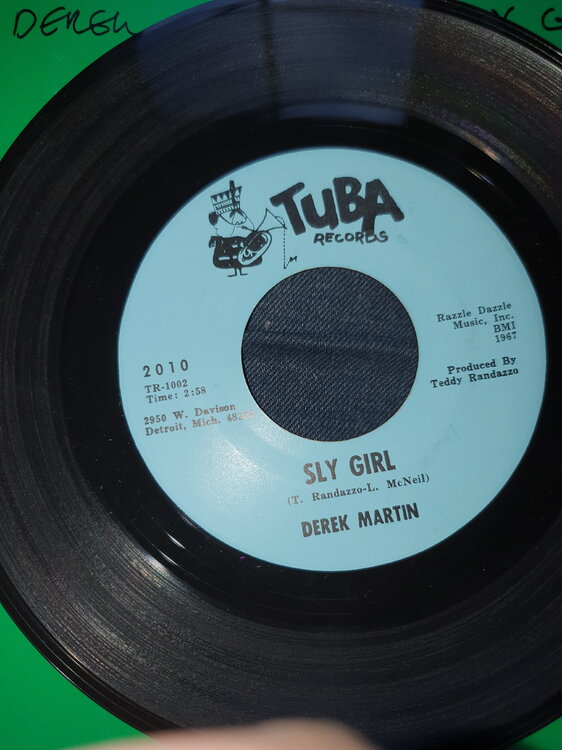 DEREK
TUBA
RECORDS
Razzle Dazzle
Music, Inc.
BMI
1967
2010
TR-1002
Time: 2:58
Produced By
Teddy Randazzo
2950 W. Davison
Detroit, Mich.
SLY GIRL
(T. Randazzo-L. McNeil)
DEREK MARTIN